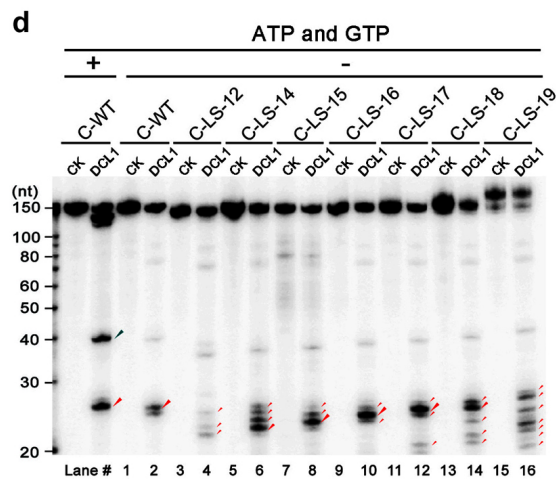 d
ATP and GTP
+ -
C-WT C-WT C-LS-12 C-LS-14 C-LS-15 C-LS-16 C-LS-17 C-LS-18 C-LS-19
CK DCL1 CK DCL1 CK DCL1 CK DCL1 CK DCL1 CK DCL1 CK DCL1 CK DCL1 CK DCL1
(nt)
150
100
80
60
50
40
30
20
Lane # 1 2 3 4 5 6 7 8 9 10 11 12 13 14 15 16